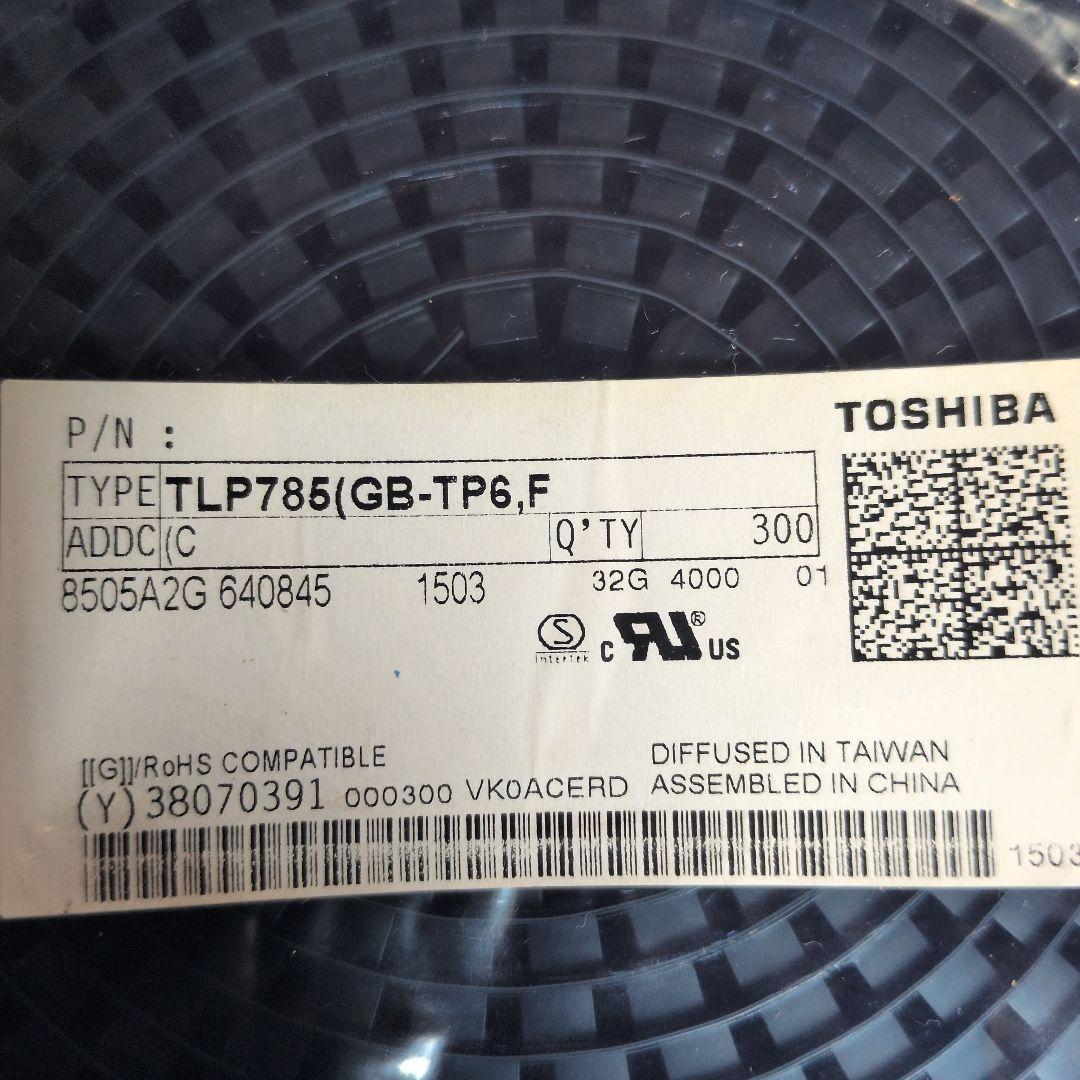 TOSHIBA
P/N :
TYPE TLP785(GB-TP6,F
ADDC (C Q'TY 300
8505A2G 640845 1503 32G 4000 01
S
Intertek
c RU ® US
[[G]]/RoHS COMPATIBLE
DIFFUSED IN TAIWAN
(Y)38070391 000300 VK0ACERD ASSEMBLED IN CHINA
1503